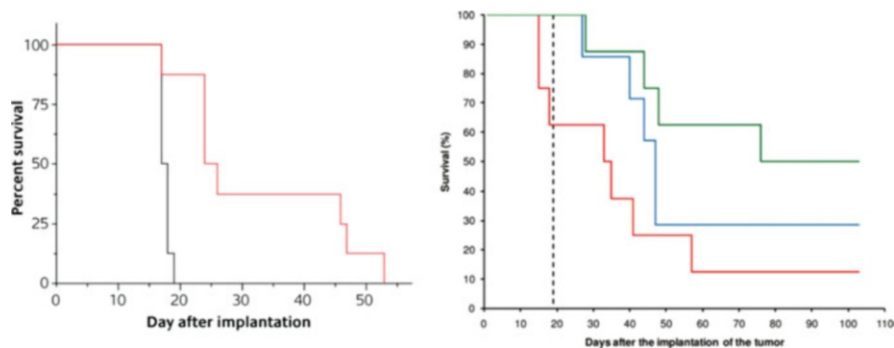 Percent survival
100
75
50
25
0
0 10 20 30 40 50
Day after implantation
Survival (%)
100
90
80
70
60
50
40
30
20
10
0
0 10 20 30 40 50 60 70 80 90 100 110
Days after the implantation of the tumor